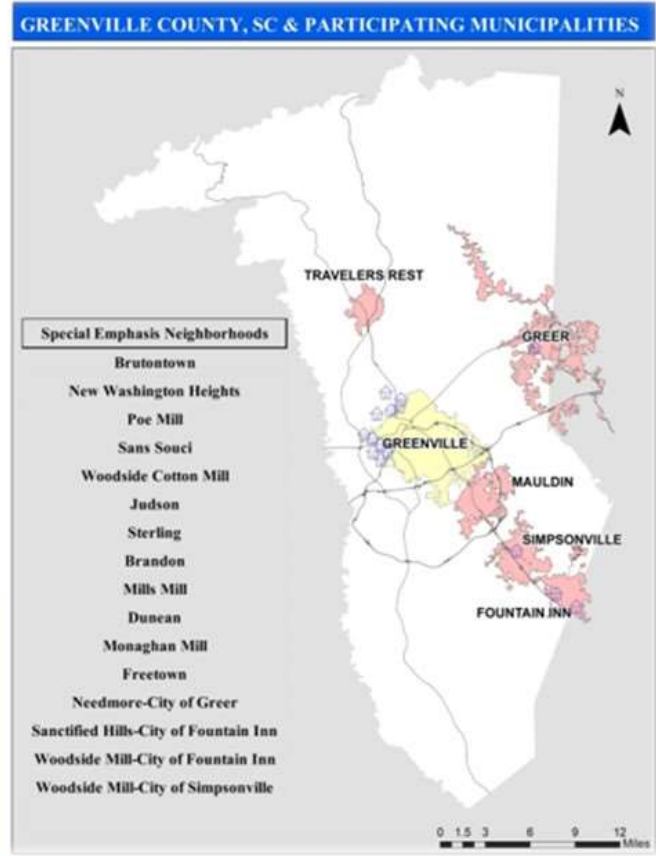 GREENVILLE COUNTY, SC & PARTICIPATING MUNICIPALITIES
N
TRAVELERS REST
GREER
GREENVILLE
MAULDIN
SIMPSONVILLE
FOUNTAIN INN
Special Emphasis Neighborhoods
Brutontown
New Washington Heights
Poe Mill
Sans Souci
Woodside Cotton Mill
Judson
Sterling
Brandon
Mills Mill
Dunean
Monaghan Mill
Freetown
Needmore-City of Greer
Sanctified Hills-City of Fountain Inn
Woodside Mill-City of Fountain Inn
Woodside Mill-City of Simpsonville
0 1.5 3 6 9 12
Miles